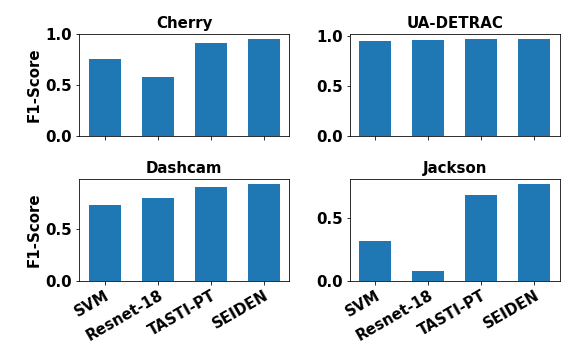 Cherry
UA-DETRAC
F1-Score
1.0
0.5
0.0
1.0
0.5
0.0
Dashcam
Jackson
F1-Score
0.5
0.0
0.5
0.0
SVM
Resnet-18
TASTI-PT
SEIDEN
SVM
Resnet-18
TASTI-PT
SEIDEN